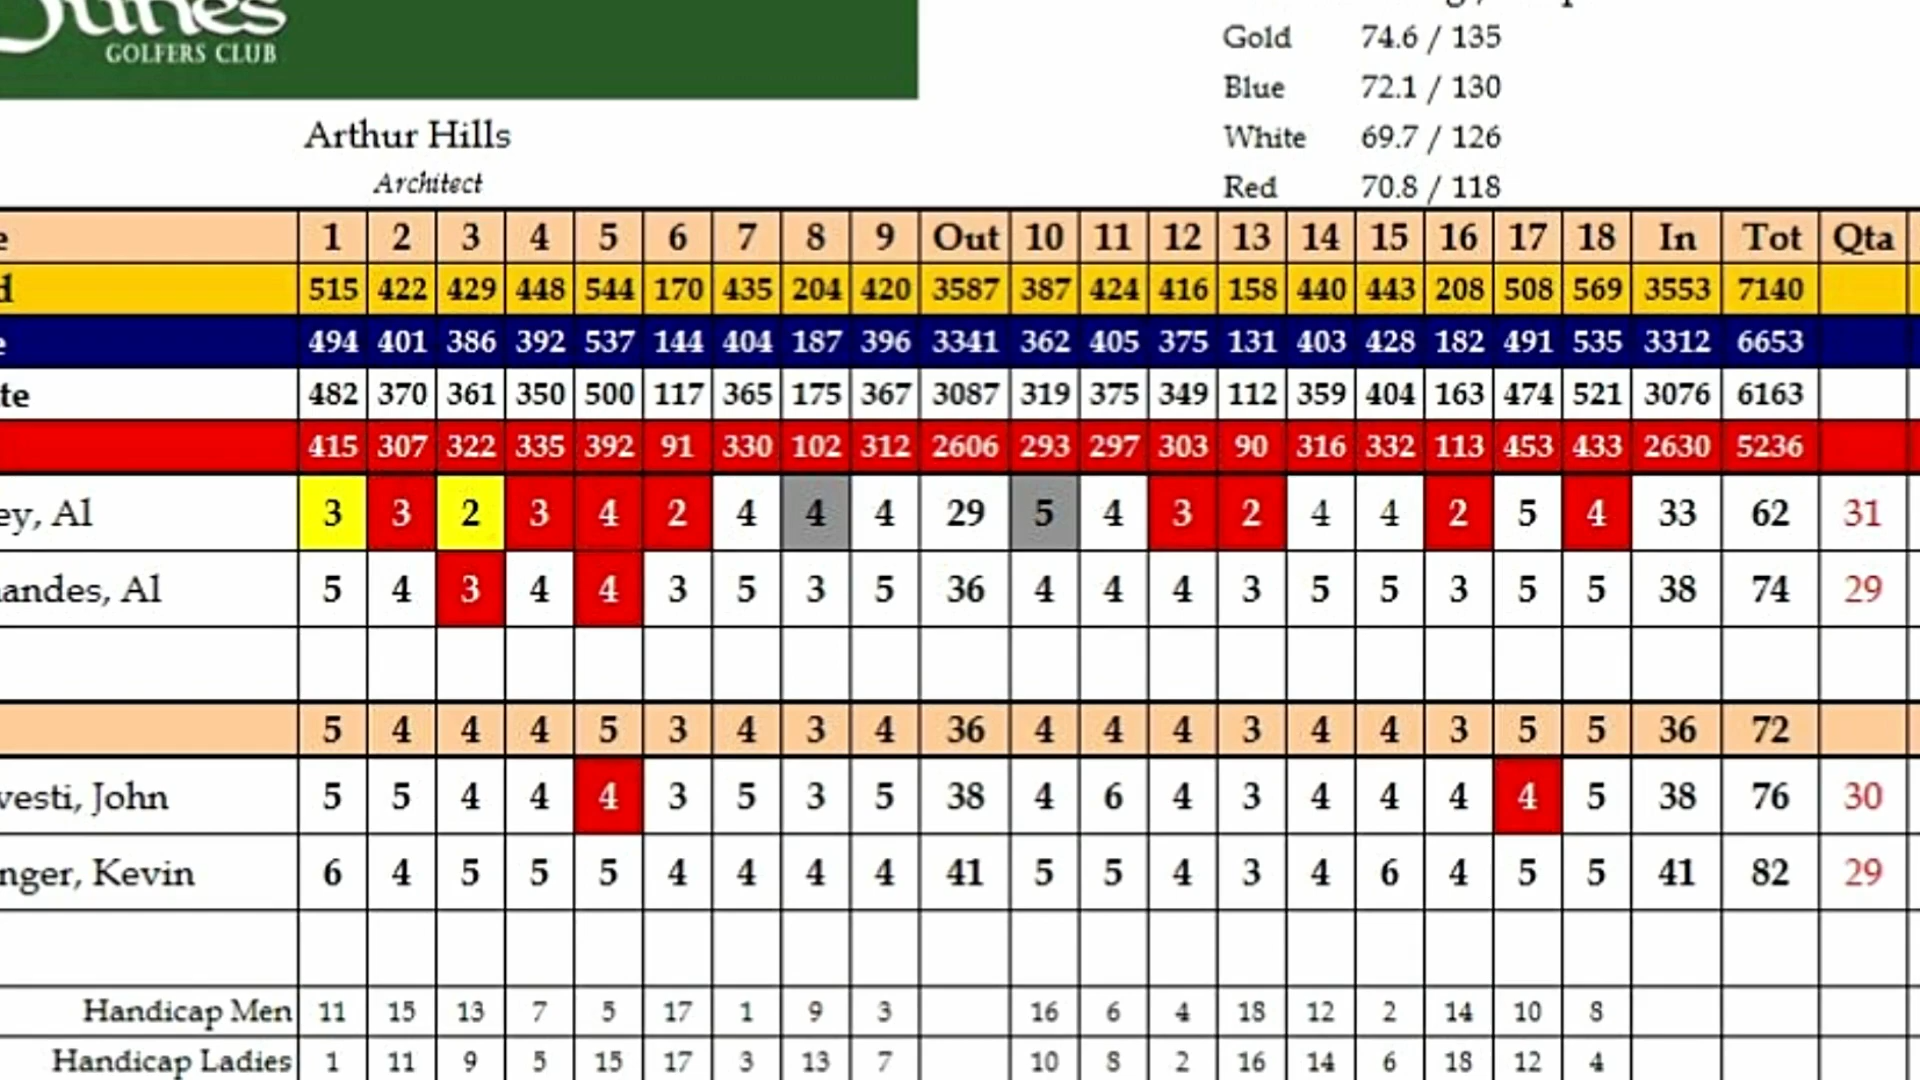 GOLFERS CLUB
Arthur Hills
Architect
Gold 74.6 / 135
Blue 72.1 / 130
White 69.7 / 126
Red 70.8 / 118
e 1 2 3 4 5 6 7 8 9 Out 10 11 12 13 14 15 16 17 18 In Tot Qta
d 515 422 429 448 544 170 435 204 420 3587 387 424 416 158 440 443 208 508 569 3553 7140
e 494 401 386 392 537 144 404 187 396 3341 362 405 375 131 403 428 182 491 535 3312 6653
te 482 370 361 350 500 117 365 175 367 3087 319 375 349 112 359 404 163 474 521 3076 6163
415 307 322 335 392 91 330 102 312 2606 293 297 303 90 316 332 113 453 433 2630 5236
ey, Al 3 3 2 3 4 2 4 4 4 29 5 4 3 2 4 4 2 5 4 33 62 31
andes, Al 5 4 3 4 4 3 5 3 5 36 4 4 4 3 5 5 3 5 5 38 74 29
5 4 4 4 5 3 4 3 4 36 4 4 4 3 4 4 3 5 5 36 72
vesti, John 5 5 4 4 4 3 5 3 5 38 4 6 4 3 4 4 4 4 5 38 76 30
nger, Kevin 6 4 5 5 5 4 4 4 4 41 5 5 4 3 4 6 4 5 5 41 82 29
Handicap Men 11 15 13 7 5 17 1 9 3 16 6 4 18 12 2 14 10 8
Handicap Ladies 1 11 9 5 15 17 3 13 7 10 8 2 16 14 6 18 12 4